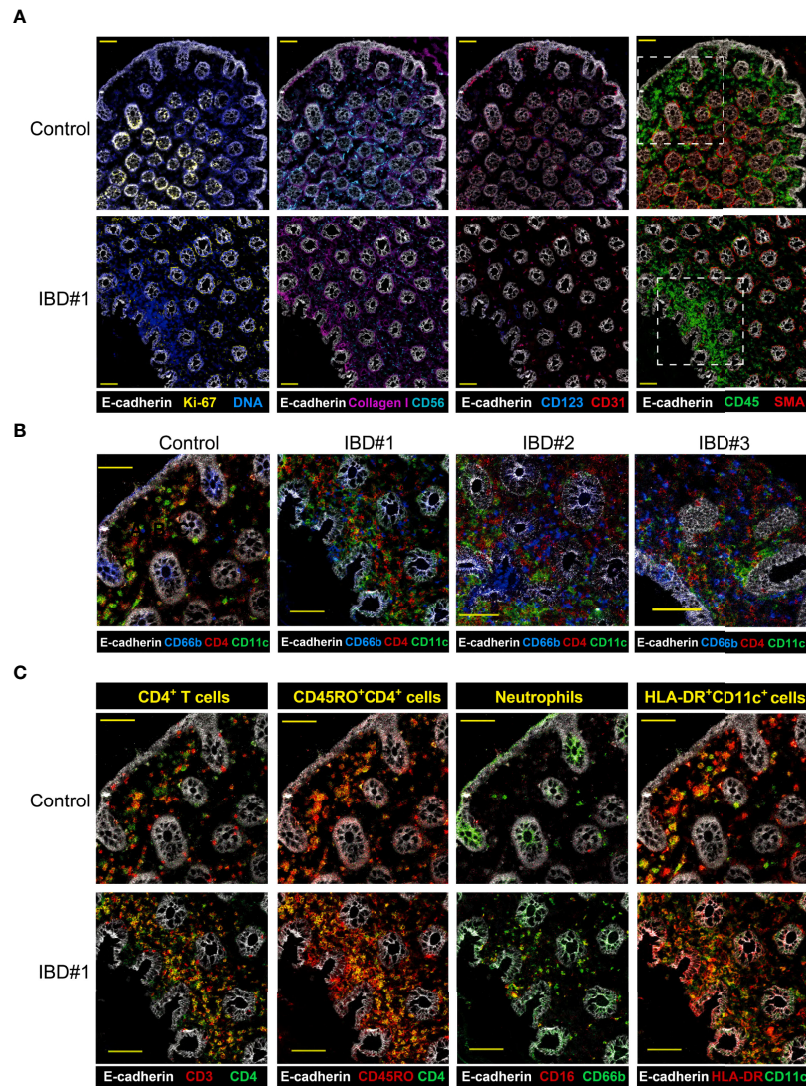 A
Control
IBD#1
E-cadherin Ki-67 DNA
E-cadherin Collagen I CD56
E-cadherin CD123 CD31
E-cadherin CD45 SMA
B
Control IBD#1 IBD#2 IBD#3
E-cadherin CD66b CD4 CD11c
E-cadherin CD66b CD4 CD11c
E-cadherin CD66b CD4 CD11c
E-cadherin CD66b CD4 CD11c
C
CD4⁺ T cells
CD45RO⁺CD4⁺ cells
Neutrophils
HLA-DR⁺CD11c⁺ cells
Control
IBD#1
E-cadherin CD3 CD4
E-cadherin CD45RO CD4
E-cadherin CD16 CD66b
E-cadherin HLA-DR CD11c